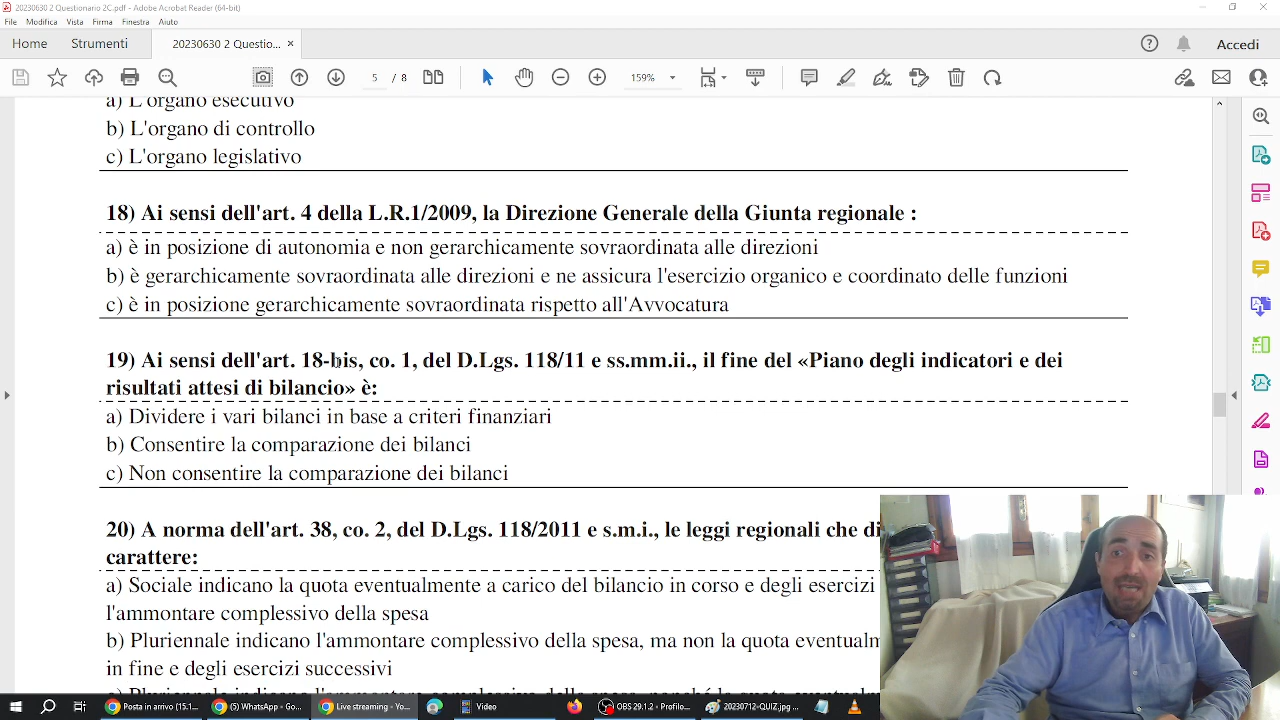 20230630 2 Questionario 2C.pdf - Adobe Acrobat Reader (64-bit)
File Modifica Vista Firma Finestra Aiuto
Home Strumenti 20230630 2 Questio... × Accedi
5 / 8 159%
a) L'organo esecutivo
b) L'organo di controllo
c) L'organo legislativo
18) Ai sensi dell'art. 4 della L.R.1/2009, la Direzione Generale della Giunta regionale :
a) è in posizione di autonomia e non gerarchicamente sovraordinata alle direzioni
b) è gerarchicamente sovraordinata alle direzioni e ne assicura l'esercizio organico e coordinato delle funzioni
c) è in posizione gerarchicamente sovraordinata rispetto all'Avvocatura
19) Ai sensi dell'art. 18-bis, co. 1, del D.Lgs. 118/11 e ss.mm.ii., il fine del «Piano degli indicatori e dei
risultati attesi di bilancio» è:
a) Dividere i vari bilanci in base a criteri finanziari
b) Consentire la comparazione dei bilanci
c) Non consentire la comparazione dei bilanci
20) A norma dell'art. 38, co. 2, del D.Lgs. 118/2011 e s.m.i., le leggi regionali che di
carattere:
a) Sociale indicano la quota eventualmente a carico del bilancio in corso e degli esercizi
l'ammontare complessivo della spesa
b) Pluriennale indicano l'ammontare complessivo della spesa, ma non la quota eventualm
in fine e degli esercizi successivi
Posta in arrivo (15.1... (5) WhatsApp - Go... Live streaming - Yo... Video OBS 29.1.2 - Profilo... 20230712-QUIZ.jpg ...